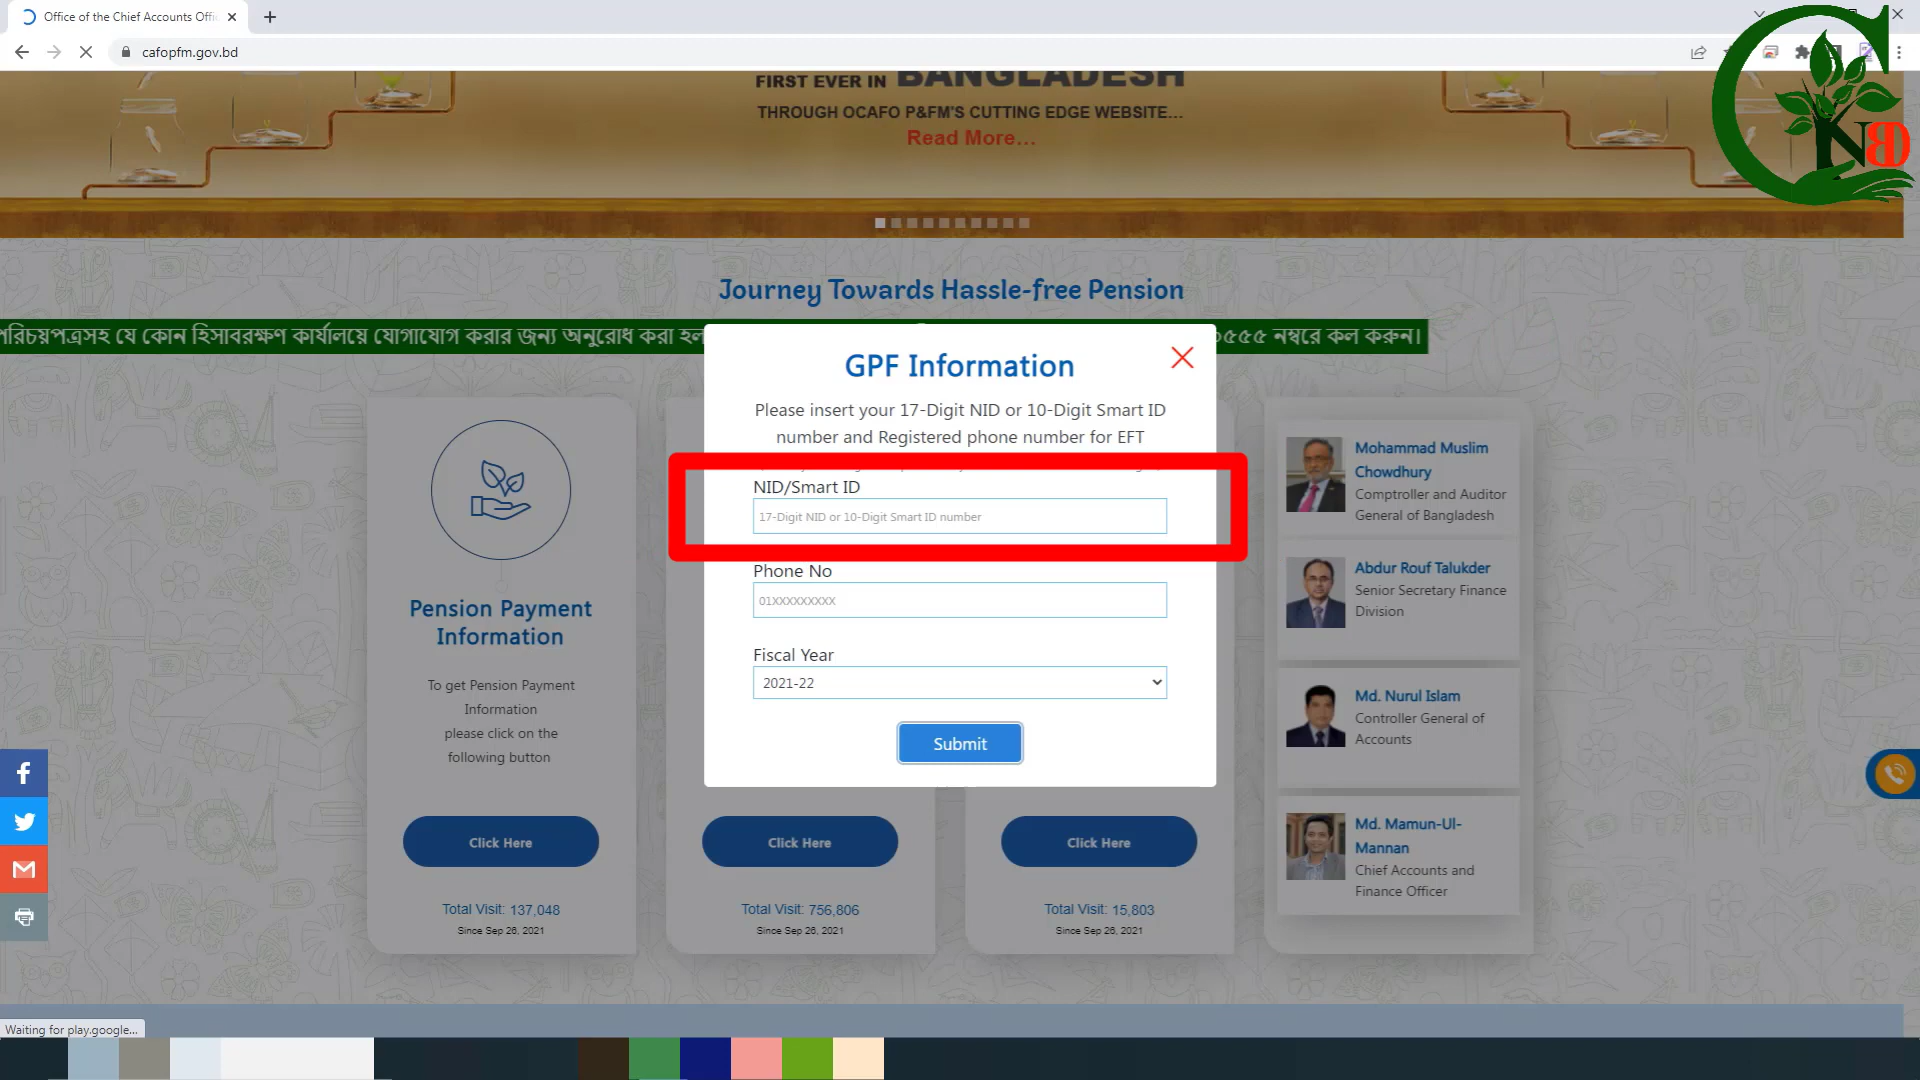 Office of the Chief Accounts Offi
cafopfm.gov.bd
FIRST EVER IN BANGLADESH
THROUGH OCAFO P&FM'S CUTTING EDGE WEBSITE...
Read More...
NBD
Journey Towards Hassle-free Pension
পরিচয়পত্রসহ যে কোন হিসাবরক্ষণ কার্যালয়ে যোগাযোগ করার জন্য অনুরোধ করা হল
৫৫৫ নম্বরে কল করুন।
GPF Information
Please insert your 17-Digit NID or 10-Digit Smart ID
number and Registered phone number for EFT
NID/Smart ID
17-Digit NID or 10-Digit Smart ID number
Phone No
01XXXXXXXXX
Fiscal Year
2021-22
Submit
Pension Payment
Information
To get Pension Payment
Information
please click on the
following button
Click Here
Total Visit: 137,048
Since Sep 26, 2021
Click Here
Total Visit: 756,806
Since Sep 26, 2021
Click Here
Total Visit: 15,803
Since Sep 26, 2021
Mohammad Muslim
Chowdhury
Comptroller and Auditor
General of Bangladesh
Abdur Rouf Talukder
Senior Secretary Finance
Division
Md. Nurul Islam
Controller General of
Accounts
Md. Mamun-Ul-
Mannan
Chief Accounts and
Finance Officer
Waiting for play.google...